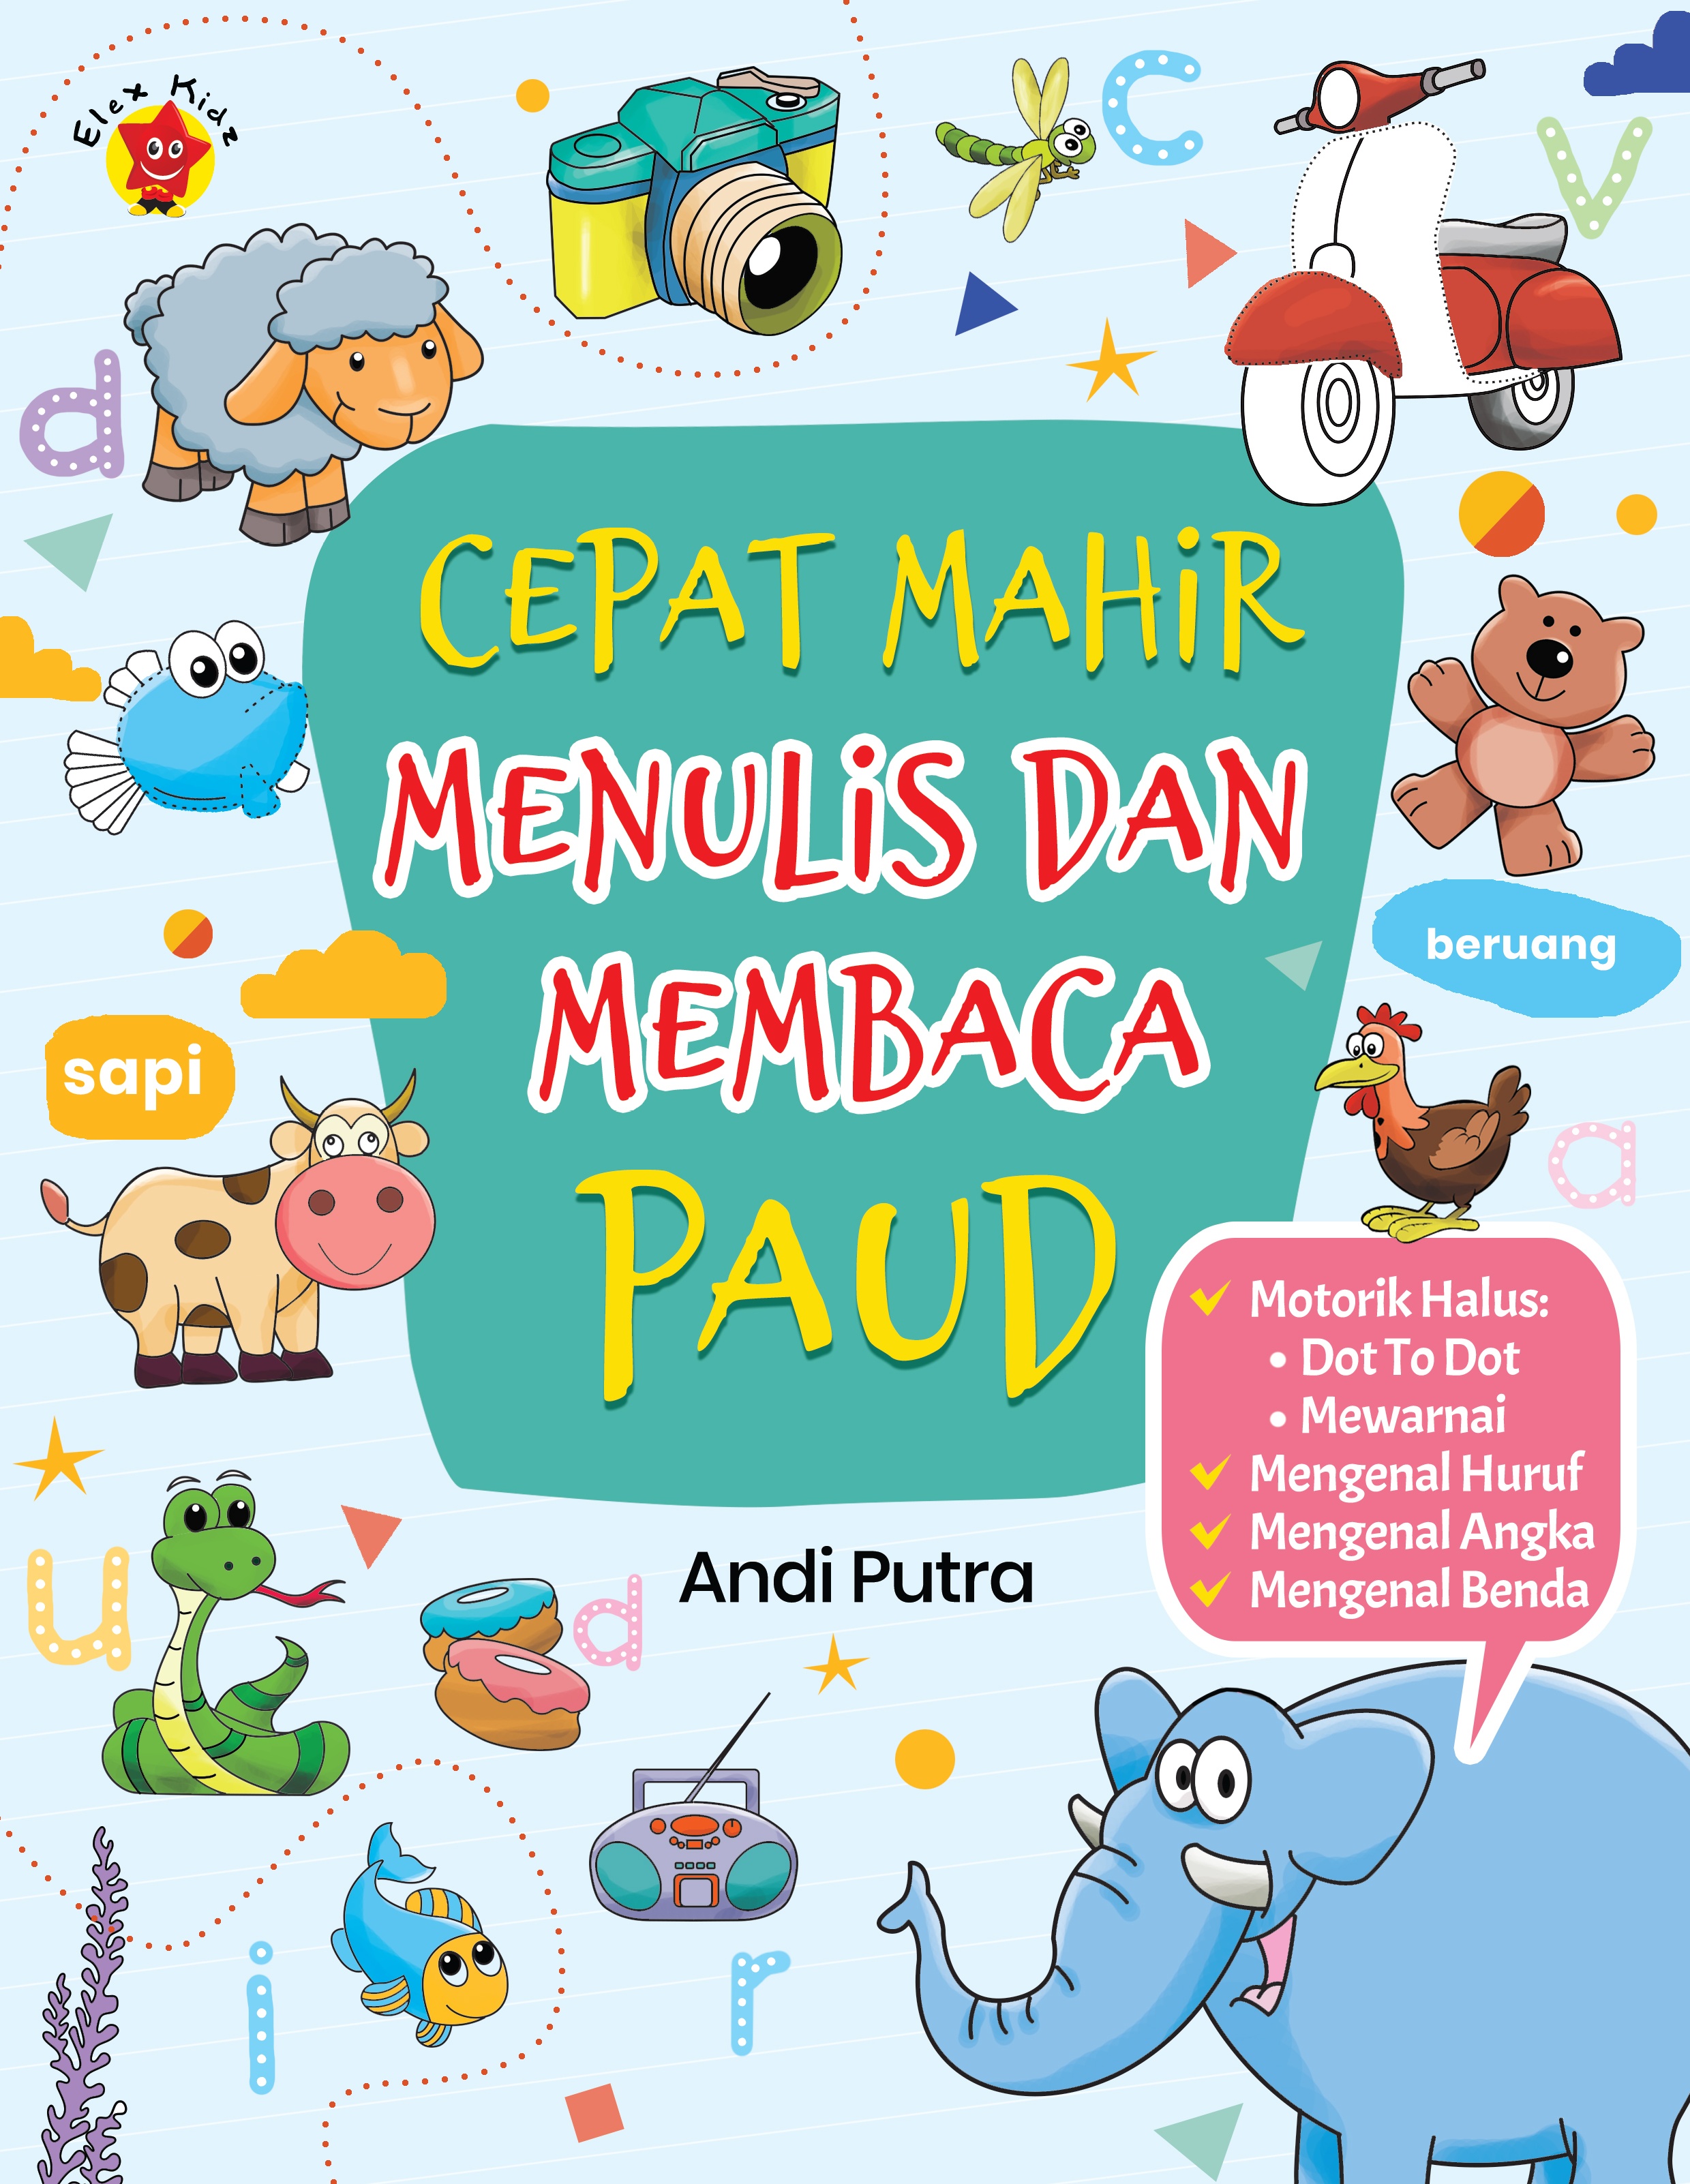 Elex Kidz
c
v
d
CEPAT MAHiR
MENULiS DAN
MEMBACA
PAUD
beruang
sapi
a
Motorik Halus:
• Dot To Dot
• Mewarnai
Mengenal Huruf
Mengenal Angka
Mengenal Benda
Andi Putra
u
d
i
r